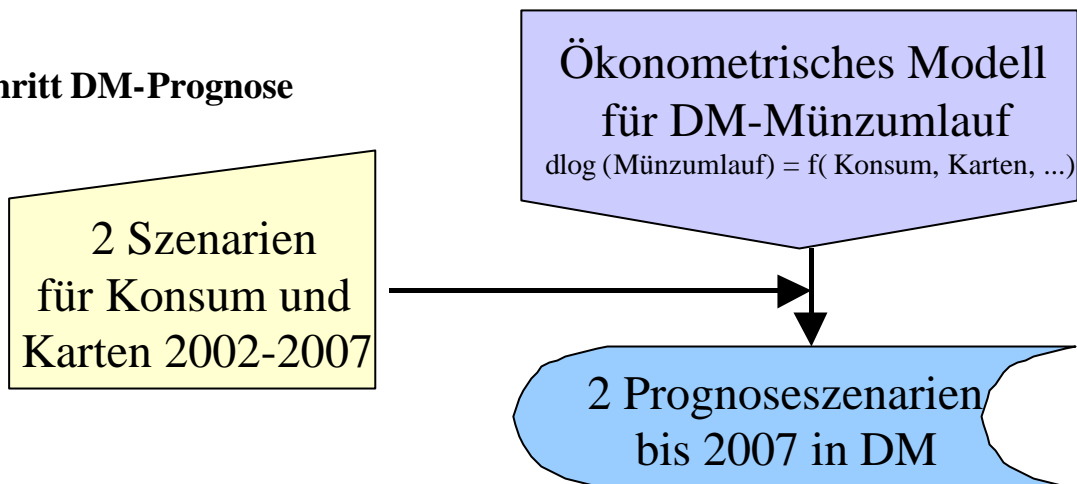 DM-Prognose
Ökonometrisches Modell
für DM-Münzumlauf
dlog (Münzumlauf) = f( Konsum, Karten, ...)
2 Szenarien
für Konsum und
Karten 2002-2007
2 Prognoseszenarien
bis 2007 in DM